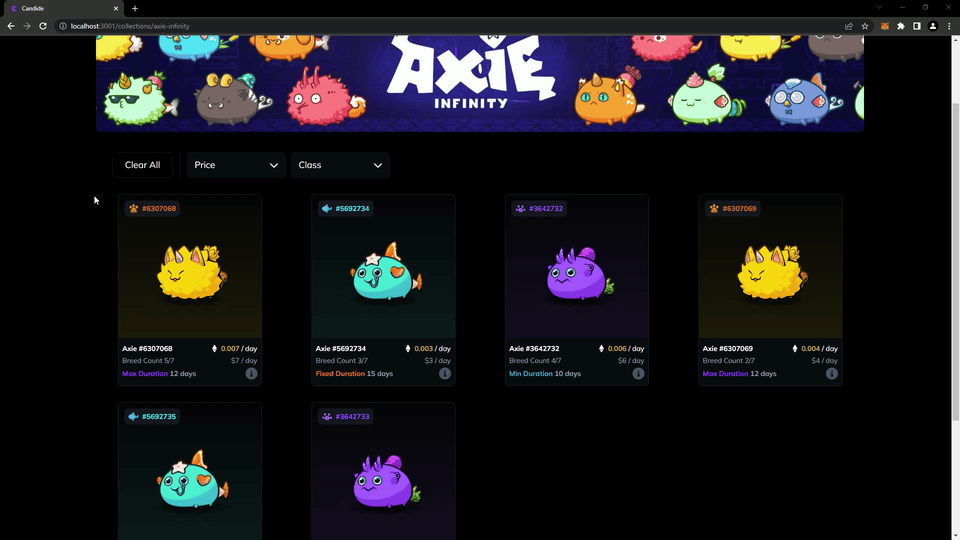 Candide
localhost:3001/collections/axie-infinity
AXIE
INFINITY
Clear All
Price
Class
#6307068
#5692734
#3642732
#6307069
Axie #6307068
0.007 / day
Breed Count 5/7
$7 / day
Max Duration 12 days
Axie #5692734
0.003 / day
Breed Count 3/7
$3 / day
Fixed Duration 15 days
Axie #3642732
0.006 / day
Breed Count 4/7
$6 / day
Min Duration 10 days
Axie #6307069
0.004 / day
Breed Count 2/7
$4 / day
Max Duration 12 days
#5692735
#3642733